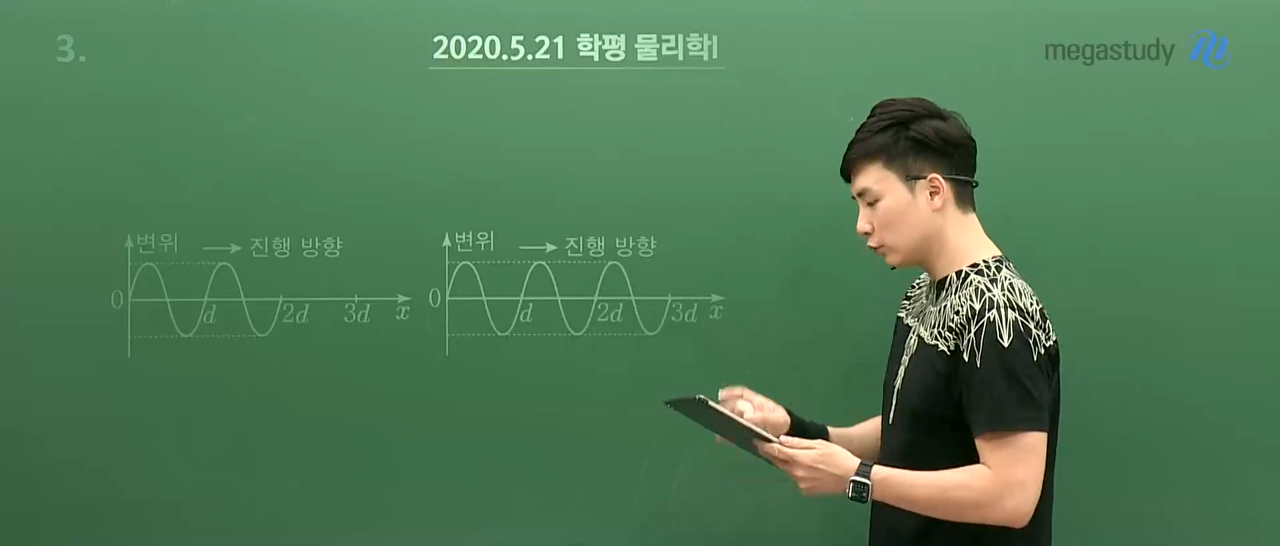 3.
2020.5.21 학평 물리학I
megastudy
변위 → 진행 방향
0 d 2d 3d x
변위 → 진행 방향
0 d 2d 3d x